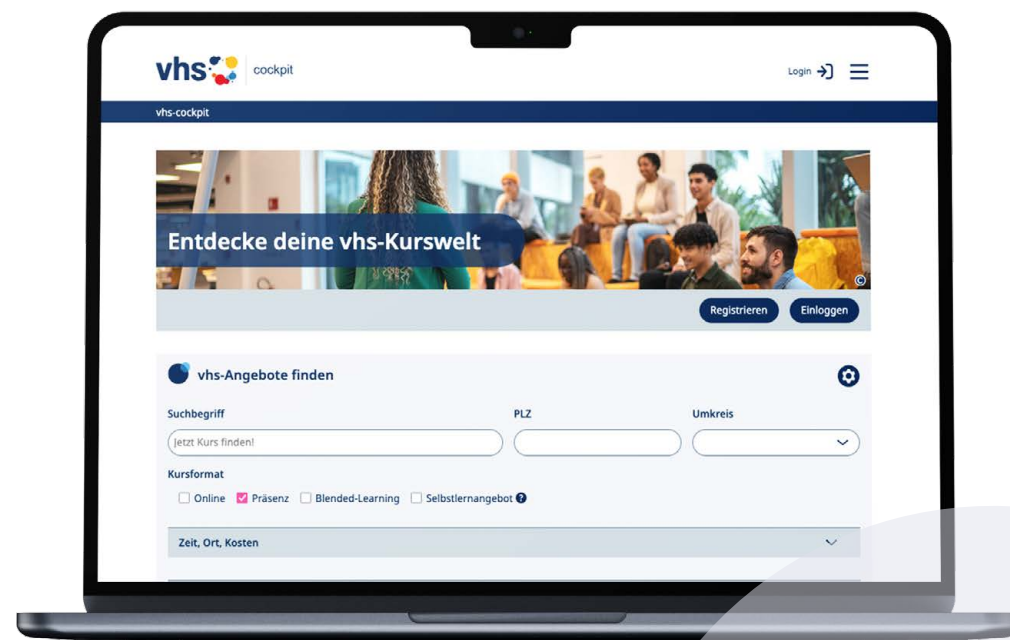 vhs cockpit
Login
vhs-cockpit
Entdecke deine vhs-Kurswelt
©
Registrieren Einloggen
vhs-Angebote finden
Suchbegriff PLZ Umkreis
Jetzt Kurs finden!
Kursformat
Online Präsenz Blended-Learning Selbstlernangebot ?
Zeit, Ort, Kosten